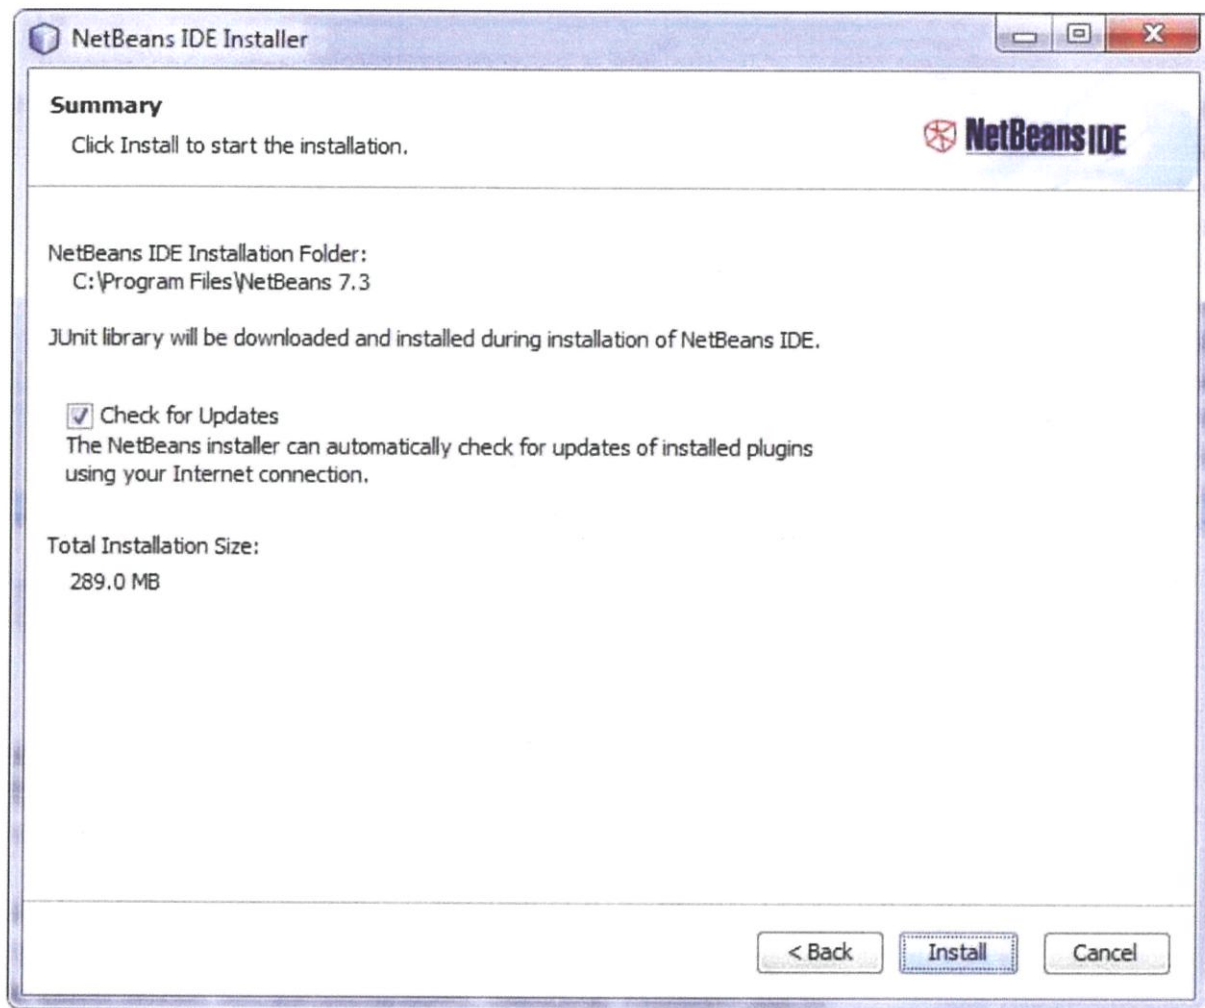 NetBeans IDE Installer
Summary
Click Install to start the installation.
NetBeans IDE
NetBeans IDE Installation Folder:
C:\Program Files\NetBeans 7.3
JUnit library will be downloaded and installed during installation of NetBeans IDE.
Check for Updates
The NetBeans installer can automatically check for updates of installed plugins
using your Internet connection.
Total Installation Size:
289.0 MB
< Back
Install
Cancel